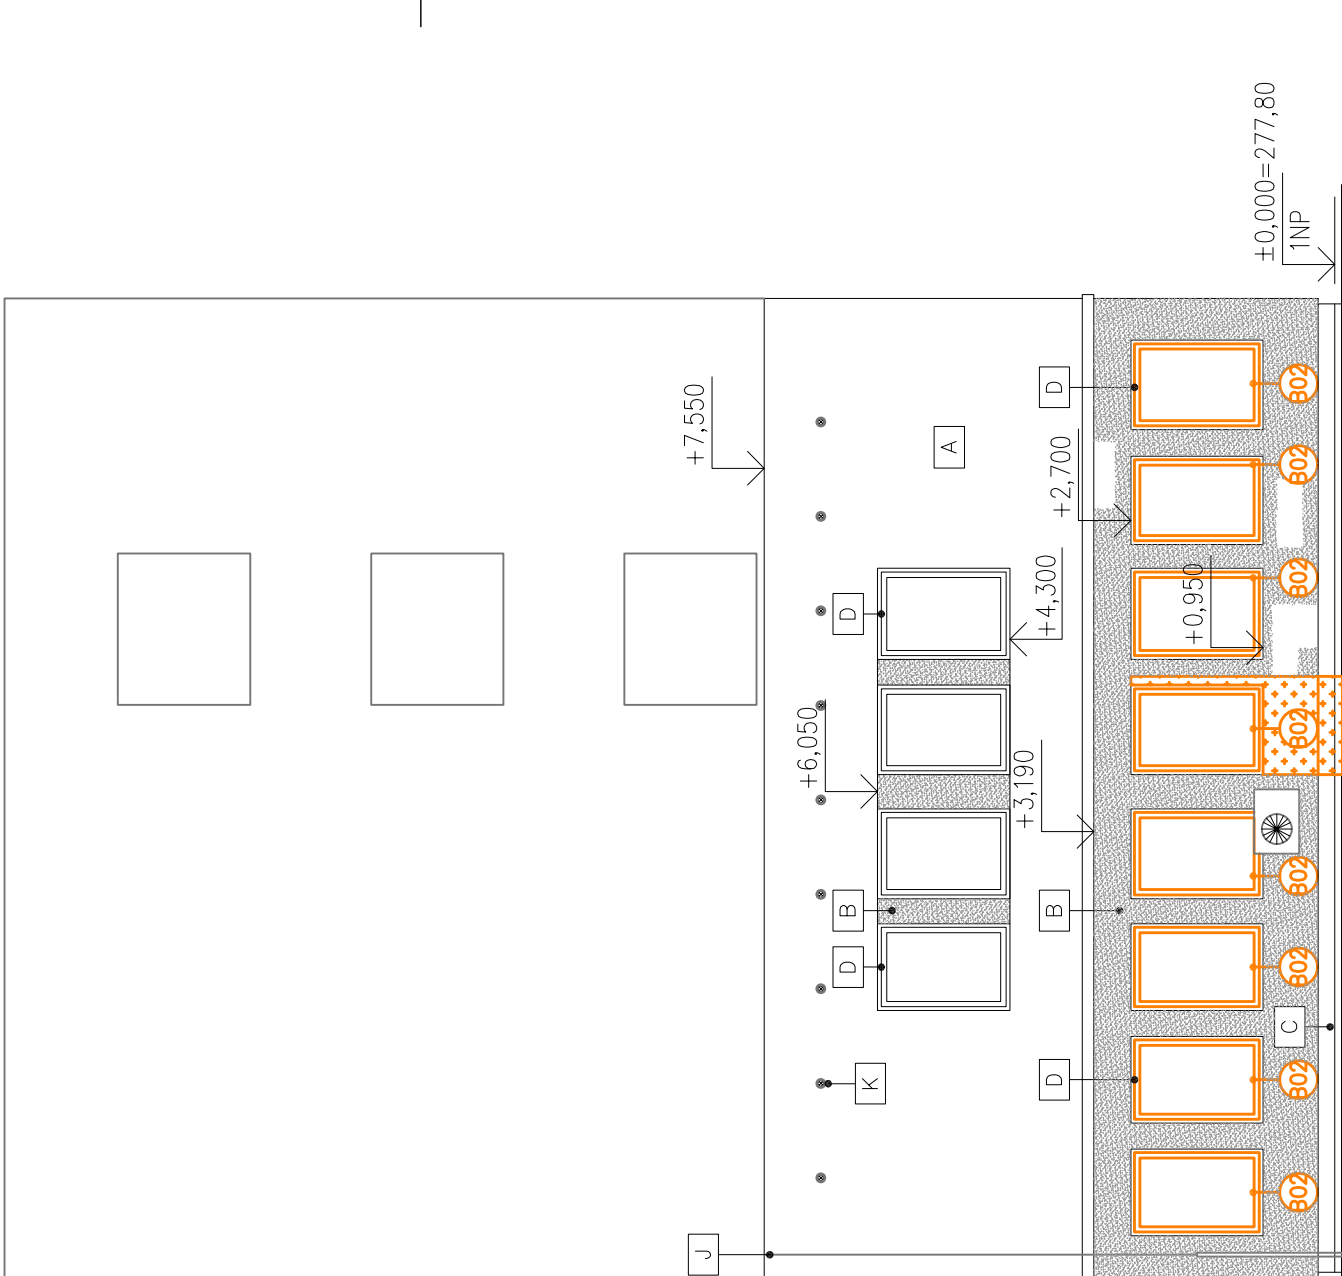 ±0,000=277,80
1NP
+7,550
D
A
+2,700
B02
B02
+4,300
D
+0,950
B02
+6,050
B02
+3,190
B
B
B02
D
B02
C
K
D
B02
B02
J